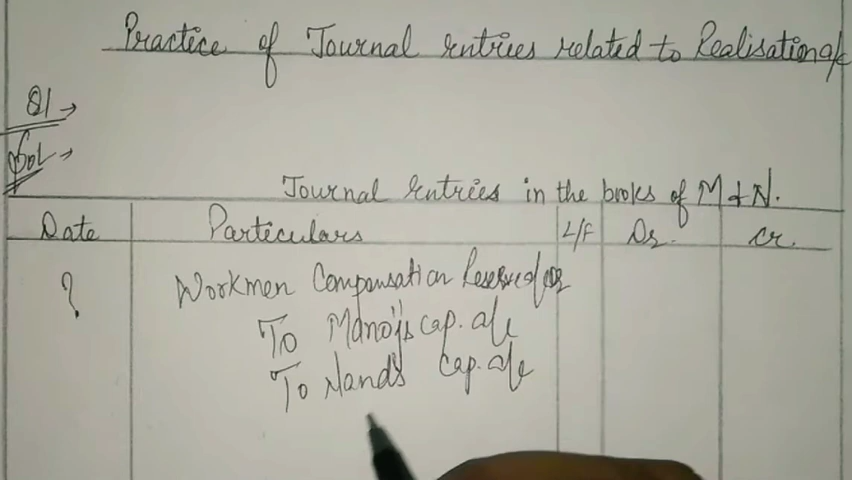 Practice of Journal entries related to Realisation a/c
Q1 →
Sol →
Journal entries in the books of M & N.
Date Particulars L/F Dr. Cr.
? Workmen Compensation Reserve a/c Dr
To Manoj's cap. a/c
To Nand's cap. a/c